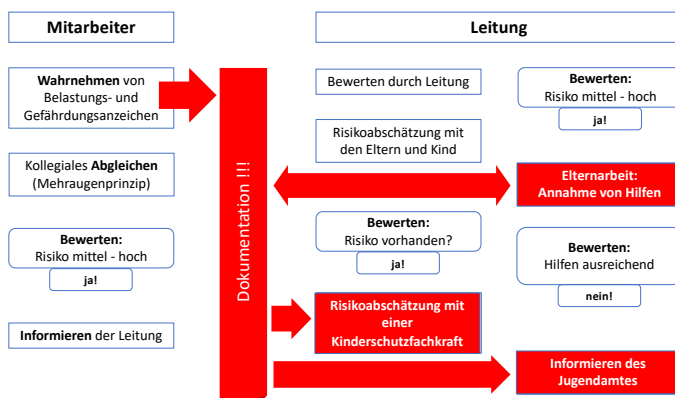 Mitarbeiter
Wahrnehmen von
Belastungs- und
Gefährdungsanzeichen
Kollegiales Abgleichen
(Mehraugenprinzip)
Bewerten:
Risiko mittel - hoch
ja!
Informieren der Leitung
Dokumentation !!!
Leitung
Bewerten durch Leitung
Risikoabschätzung mit
den Eltern und Kind
Bewerten:
Risiko vorhanden?
ja!
Risikoabschätzung mit
einer
Kinderschutzfachkraft
Bewerten:
Risiko mittel - hoch
ja!
Elternarbeit:
Annahme von Hilfen
Bewerten:
Hilfen ausreichend
nein!
Informieren des
Jugendamtes